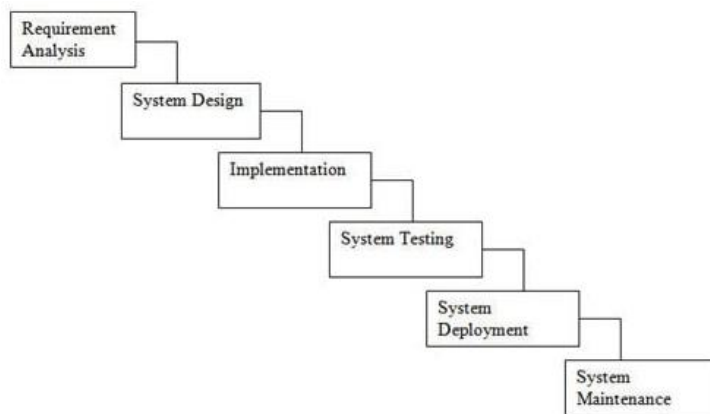 Requirement
Analysis
System Design
Implementation
System Testing
System
Deployment
System
Maintenance